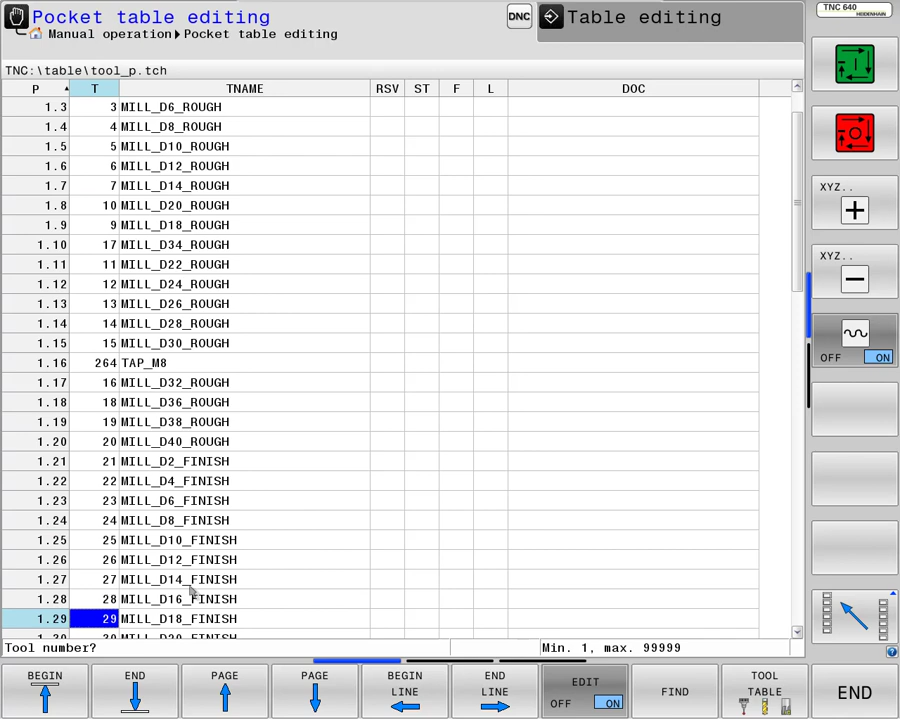 Pocket table editing
Manual operation▸Pocket table editing
DNC
Table editing
TNC 640
HEIDENHAIN
TNC:\table\tool_p.tch
P T TNAME RSV ST F L DOC
1.3 3 MILL_D6_ROUGH
1.4 4 MILL_D8_ROUGH
1.5 5 MILL_D10_ROUGH
1.6 6 MILL_D12_ROUGH
1.7 7 MILL_D14_ROUGH
1.8 10 MILL_D20_ROUGH
1.9 9 MILL_D18_ROUGH
1.10 17 MILL_D34_ROUGH
1.11 11 MILL_D22_ROUGH
1.12 12 MILL_D24_ROUGH
1.13 13 MILL_D26_ROUGH
1.14 14 MILL_D28_ROUGH
1.15 15 MILL_D30_ROUGH
1.16 264 TAP_M8
1.17 16 MILL_D32_ROUGH
1.18 18 MILL_D36_ROUGH
1.19 19 MILL_D38_ROUGH
1.20 20 MILL_D40_ROUGH
1.21 21 MILL_D2_FINISH
1.22 22 MILL_D4_FINISH
1.23 23 MILL_D6_FINISH
1.24 24 MILL_D8_FINISH
1.25 25 MILL_D10_FINISH
1.26 26 MILL_D12_FINISH
1.27 27 MILL_D14_FINISH
1.28 28 MILL_D16_FINISH
1.29 29 MILL_D18_FINISH
1.30 30 MILL_D20_FINISH
Tool number?
Min. 1, max. 99999
XYZ..
+
XYZ..
−
OFF ON
BEGIN
END
PAGE
PAGE
BEGIN
LINE
END
LINE
EDIT
OFF ON
FIND
TOOL
TABLE
END